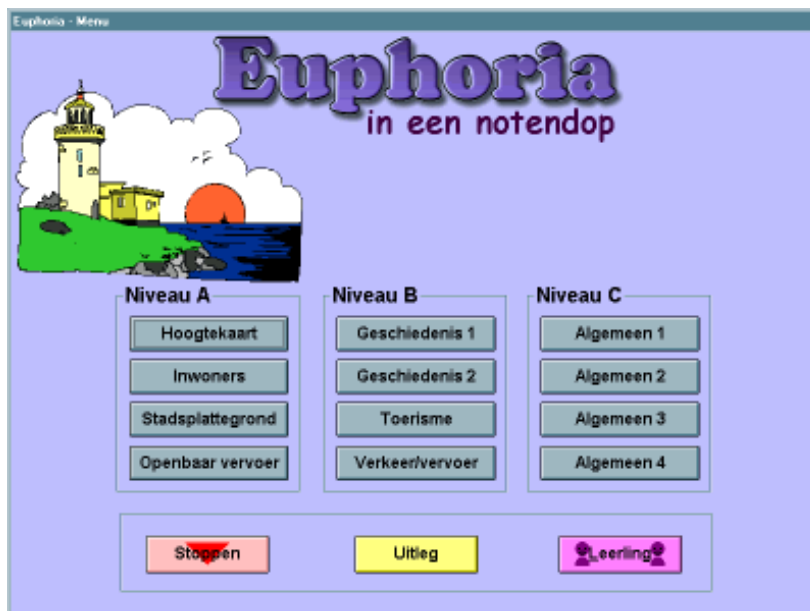 Euphoria - Menu
Euphoria
in een notendop
Niveau A
Hoogtekaart
Inwoners
Stadsplattegrond
Openbaar vervoer
Niveau B
Geschiedenis 1
Geschiedenis 2
Toerisme
Verkeer/vervoer
Niveau C
Algemeen 1
Algemeen 2
Algemeen 3
Algemeen 4
Stoppen
Uitleg
Leerling